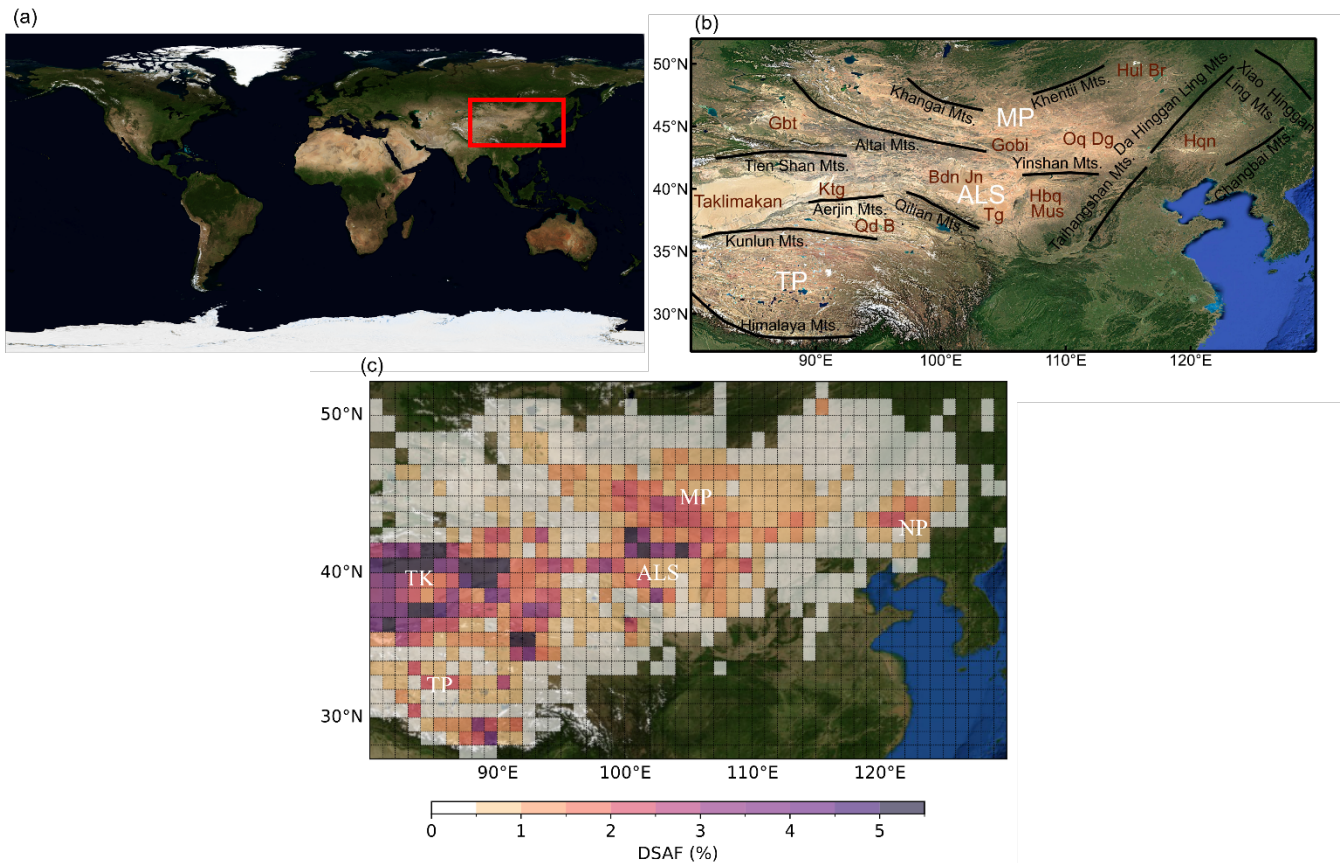 (a)
(b)
50°N
45°N
40°N
35°N
30°N
90°E
100°E
110°E
120°E
Hul Br
Khangai Mts.
Khentii Mts.
MP
Da Hinggan Ling Mts.
Xiao Hinggan
Ling Mts.
Gbt
Altai Mts.
Gobi
Oq Dg
Hqn
Tien Shan Mts.
Yinshan Mts.
Changbai Mts.
Bdn Jn
ALS
Taklimakan
Ktg
Aerjin Mts.
Qilian Mts.
Tg
Hbq
Mus
Taihangshan Mts.
Qd B
Kunlun Mts.
TP
Himalaya Mts.
(c)
50°N
40°N
30°N
MP
NP
TK
ALS
TP
90°E
100°E
110°E
120°E
0 1 2 3 4 5
DSAF (%)